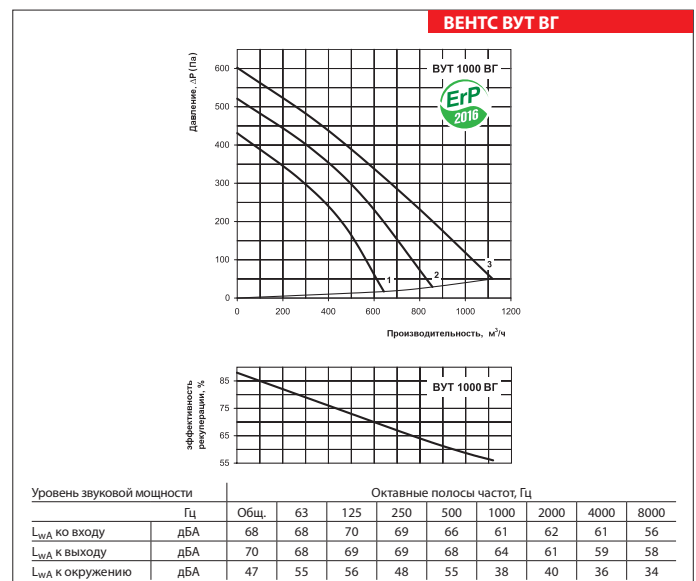 ВЕНТС ВУТ ВГ
Давление, ΔP (Па)
600
500
400
300
200
100
0
ВУТ 1000 ВГ
ErP
2016
1
2
3
0 200 400 600 800 1000 1200
Производительность, м³/ч
эффективность
рекуперации, %
85
75
65
55
ВУТ 1000 ВГ
Уровень звуковой мощности Октавные полосы частот, Гц
Гц Общ. 63 125 250 500 1000 2000 4000 8000
LwA ко входу дБА 68 68 70 69 66 61 62 61 56
LwA к выходу дБА 70 68 69 69 68 64 61 59 58
LwA к окружению дБА 47 55 56 48 55 38 40 36 34